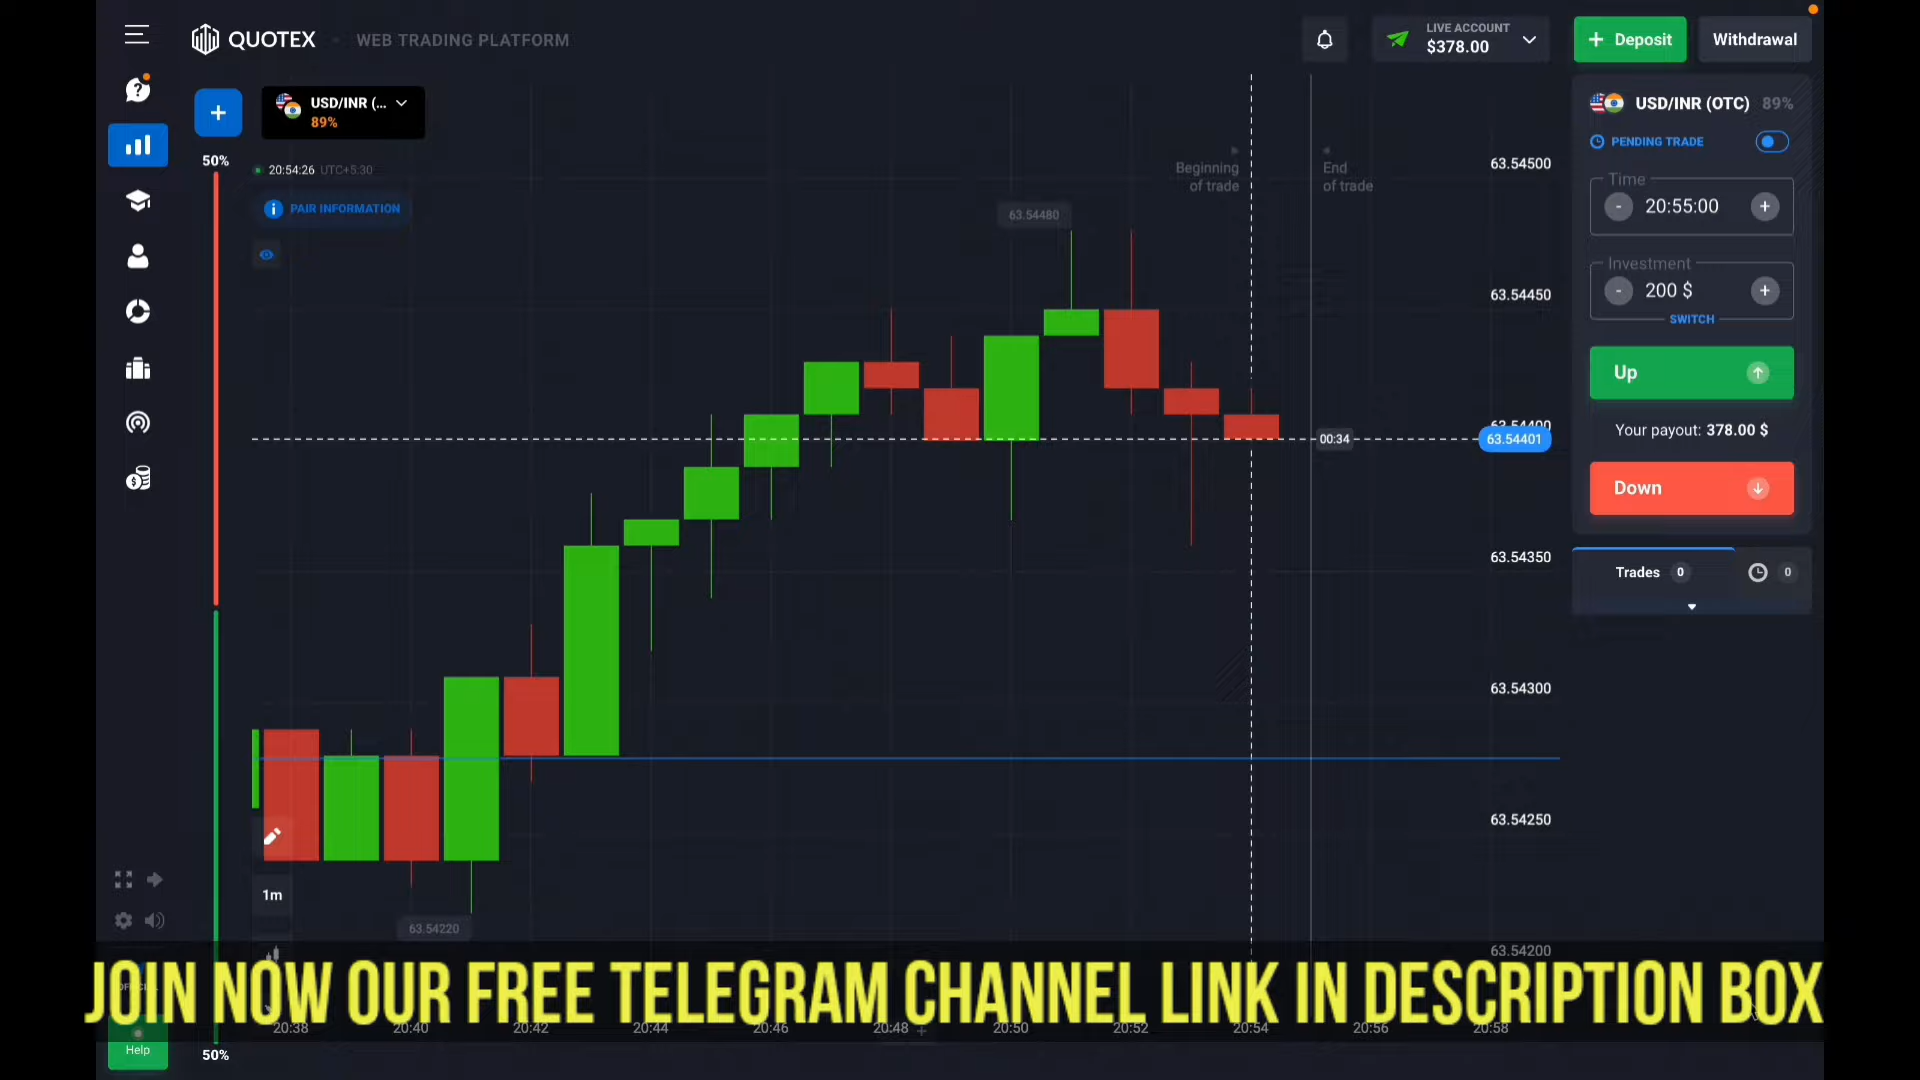 QUOTEX
WEB TRADING PLATFORM
LIVE ACCOUNT
$378.00
+ Deposit
Withdrawal
USD/INR (...
89%
50%
20:54:26 UTC+5:30
PAIR INFORMATION
Beginning
of trade
End
of trade
63.54480
63.54500
63.54450
63.54400
63.54401
00:34
63.54350
63.54300
63.54250
63.54200
63.54220
USD/INR (OTC) 89%
PENDING TRADE
Time
- 20:55:00 +
Investment
- 200 $ +
SWITCH
Up
Your payout: 378.00 $
Down
Trades 0
0
1m
JOIN NOW OUR FREE TELEGRAM CHANNEL LINK IN DESCRIPTION BOX
20:38 20:40 20:42 20:44 20:46 20:48 20:50 20:52 20:54 20:56 20:58
Help
50%